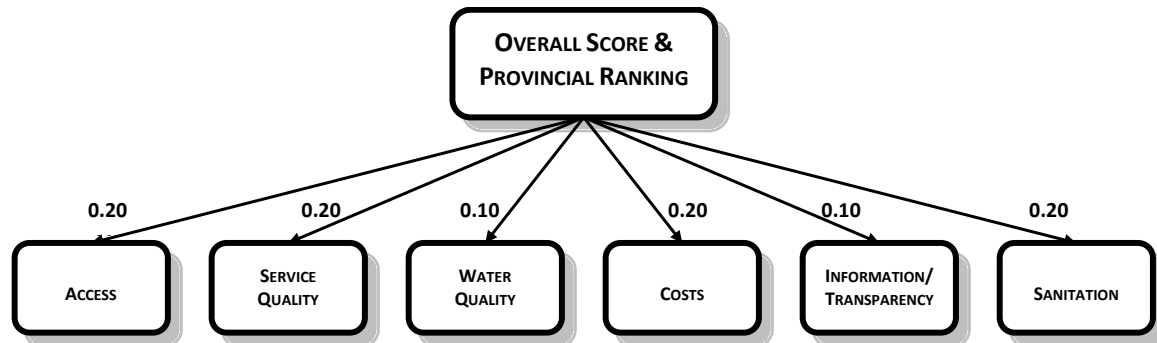 OVERALL SCORE &
PROVINCIAL RANKING
0.20
0.20
0.10
0.20
0.10
0.20
ACCESS
SERVICE
QUALITY
WATER
QUALITY
COSTS
INFORMATION/
TRANSPARENCY
SANITATION